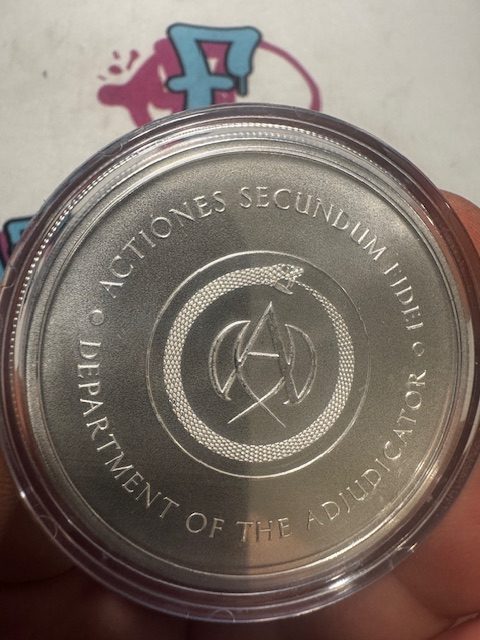 F
ACTIONES SECUNDUM FIDEI
DEPARTMENT OF THE ADJUDICATOR